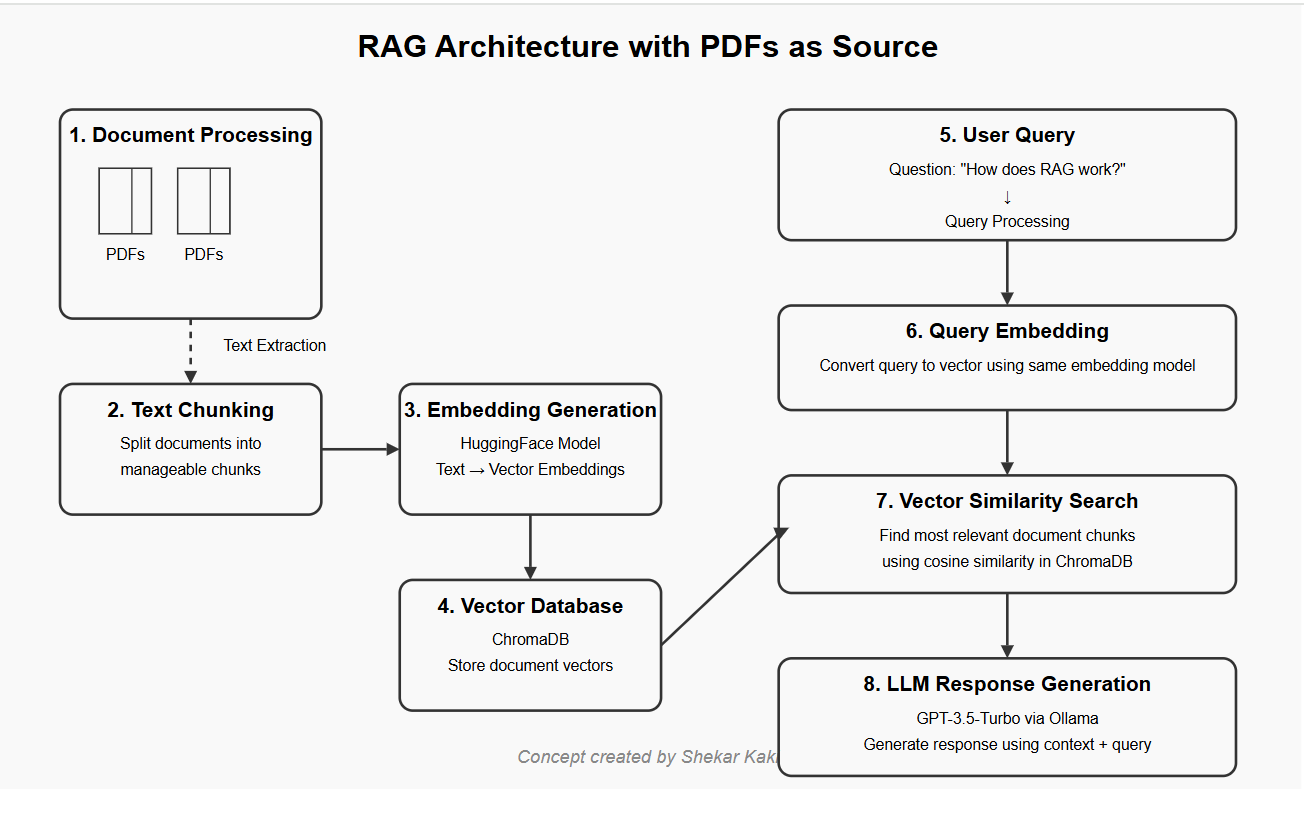 RAG Architecture with PDFs as Source
1. Document Processing
PDFs
PDFs
Text Extraction
2. Text Chunking
Split documents into
manageable chunks
3. Embedding Generation
HuggingFace Model
Text → Vector Embeddings
4. Vector Database
ChromaDB
Store document vectors
5. User Query
Question: "How does RAG work?"
↓
Query Processing
6. Query Embedding
Convert query to vector using same embedding model
7. Vector Similarity Search
Find most relevant document chunks
using cosine similarity in ChromaDB
8. LLM Response Generation
GPT-3.5-Turbo via Ollama
Generate response using context + query
Concept created by Shekar